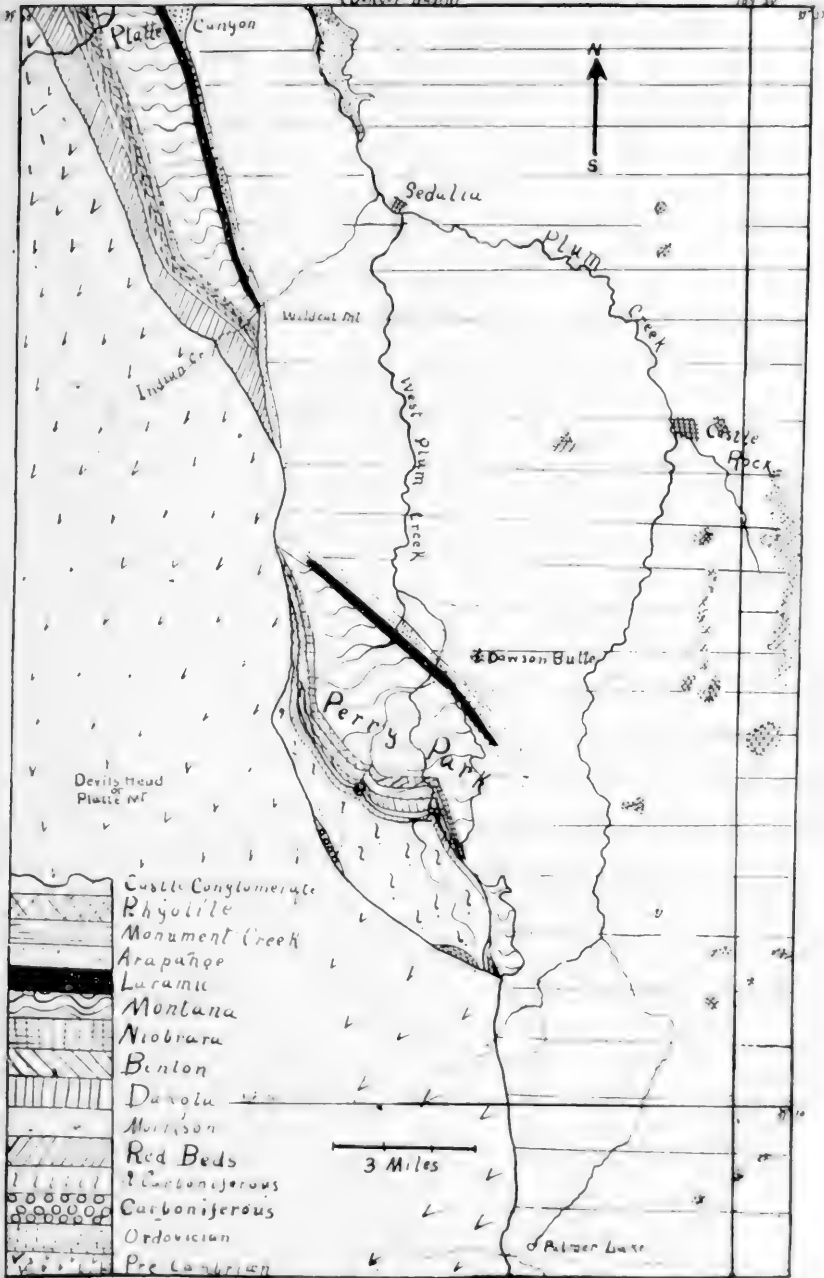 Platte Canyon
N
S
Sedalia
Plum
Creek
Wildcat Mt
Indian Cr
West Plum Creek
Castle
Rock
Dawson Butte
Perry
Park
Devils Head
or
Platte Mt
Castle Conglomerate
Rhyolite
Monument Creek
Arapahoe
Laramie
Montana
Niobrara
Benton
Dakota
Morrison
Red Beds
? Carboniferous
Carboniferous
Ordovician
Pre Cambrian
3 Miles
Palmer Lake